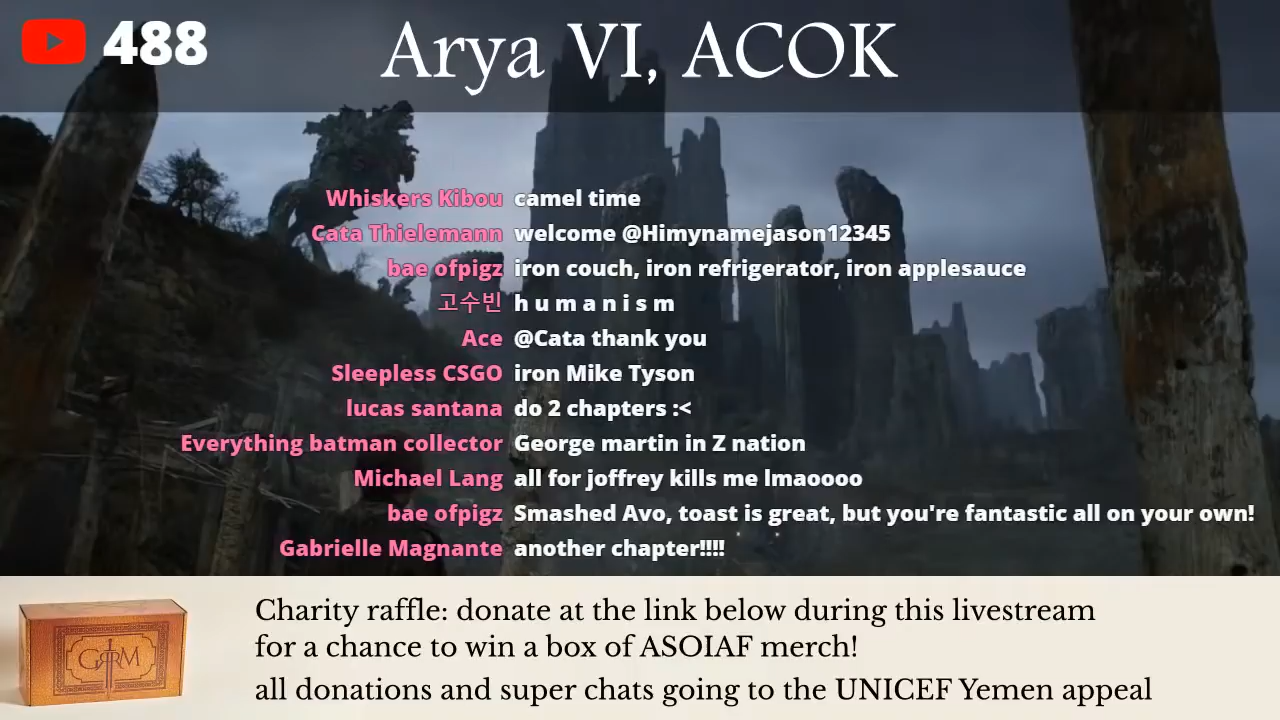 488
Arya VI, ACOK
Whiskers Kibou camel time
Cata Thielemann welcome @Himynamejason12345
bae ofpigz iron couch, iron refrigerator, iron applesauce
고수빈 h u m a n i s m
Ace @Cata thank you
Sleepless CSGO iron Mike Tyson
lucas santana do 2 chapters :<
Everything batman collector George martin in Z nation
Michael Lang all for joffrey kills me lmaoooo
bae ofpigz Smashed Avo, toast is great, but you're fantastic all on your own!
Gabrielle Magnante another chapter!!!!
Charity raffle: donate at the link below during this livestream
for a chance to win a box of ASOIAF merch!
all donations and super chats going to the UNICEF Yemen appeal
GRRM